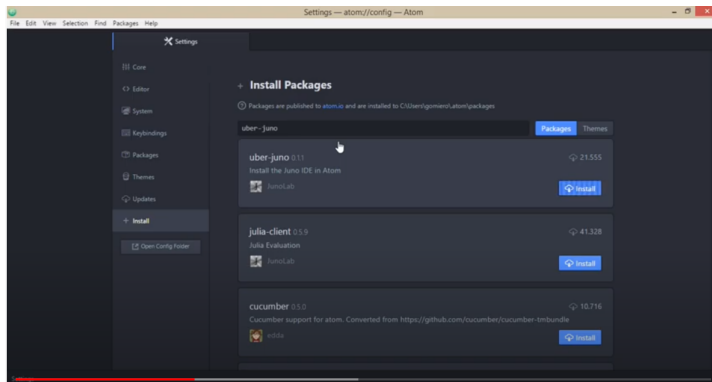 Settings — atom://config — Atom
File Edit View Selection Find Packages Help
Settings
Core
Editor
System
Keybindings
Packages
Themes
Updates
+ Install
Open Config Folder
+ Install Packages
Packages are published to atom.io and are installed to C:\Users\gomiero\.atom\packages
uber-juno
Packages Themes
uber-juno 0.1.1 21.555
Install the Juno IDE in Atom
JunoLab Install
julia-client 0.5.9 41.328
Julia Evaluation
JunoLab Install
cucumber 0.5.0 10.716
Cucumber support for atom. Converted from https://github.com/cucumber/cucumber-tmbundle
Install
Settings